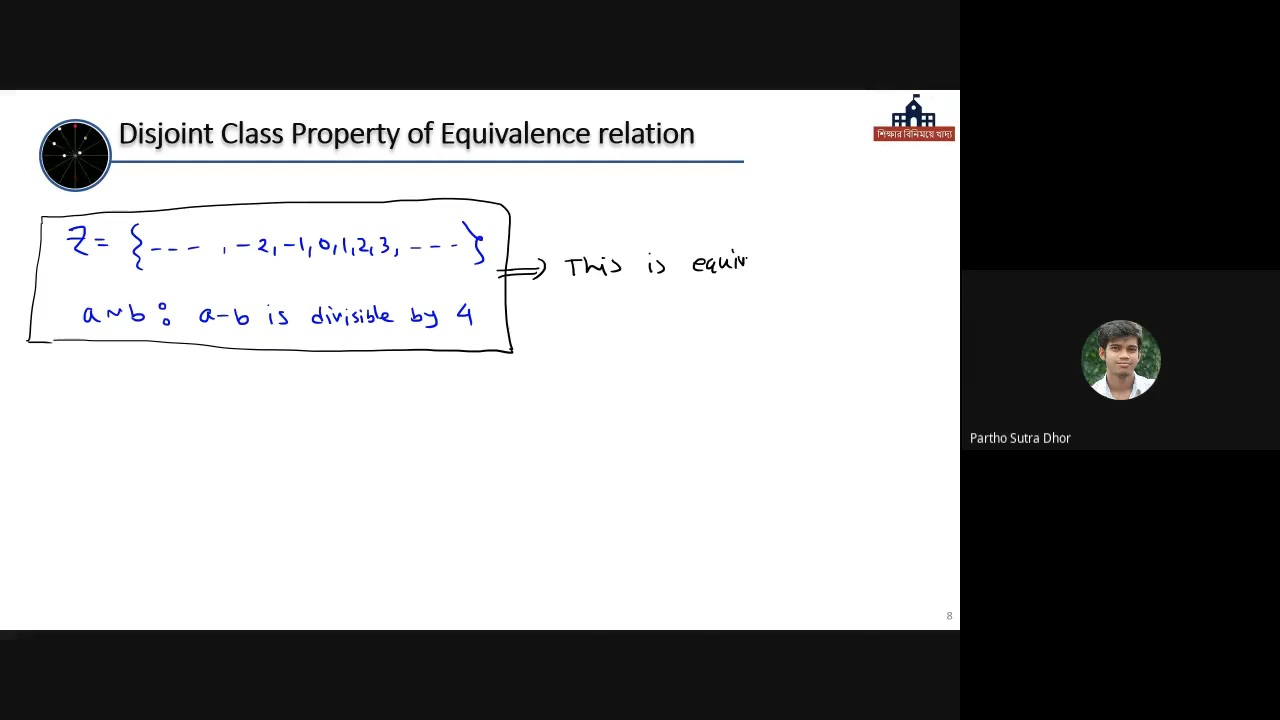 Disjoint Class Property of Equivalence relation
শিক্ষার বিনিময়ে খাদ্য
Z = { - - - , -2, -1, 0, 1, 2, 3, - - - }
This is equiv
a ~ b : a-b is divisible by 4
Partho Sutra Dhor
8